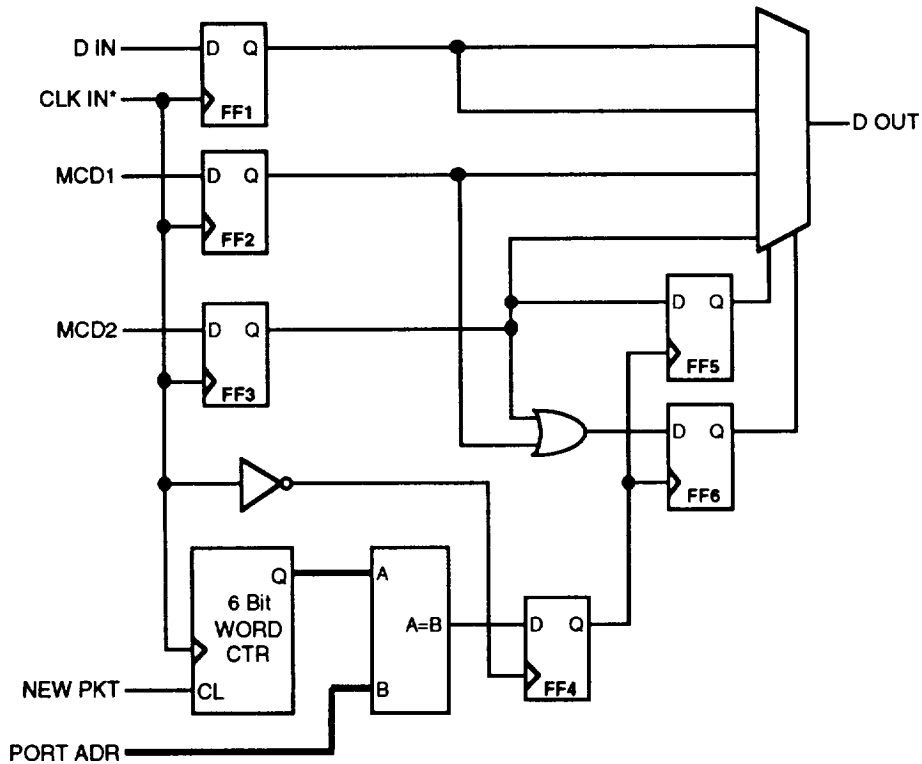 D IN
D Q
FF1
CLK IN*
D OUT
MCD1
D Q
FF2
MCD2
D Q
FF3
D Q
FF5
D Q
FF6
Q
6 Bit
WORD
CTR
CL
A
A=B
B
D Q
FF4
NEW PKT
PORT ADR